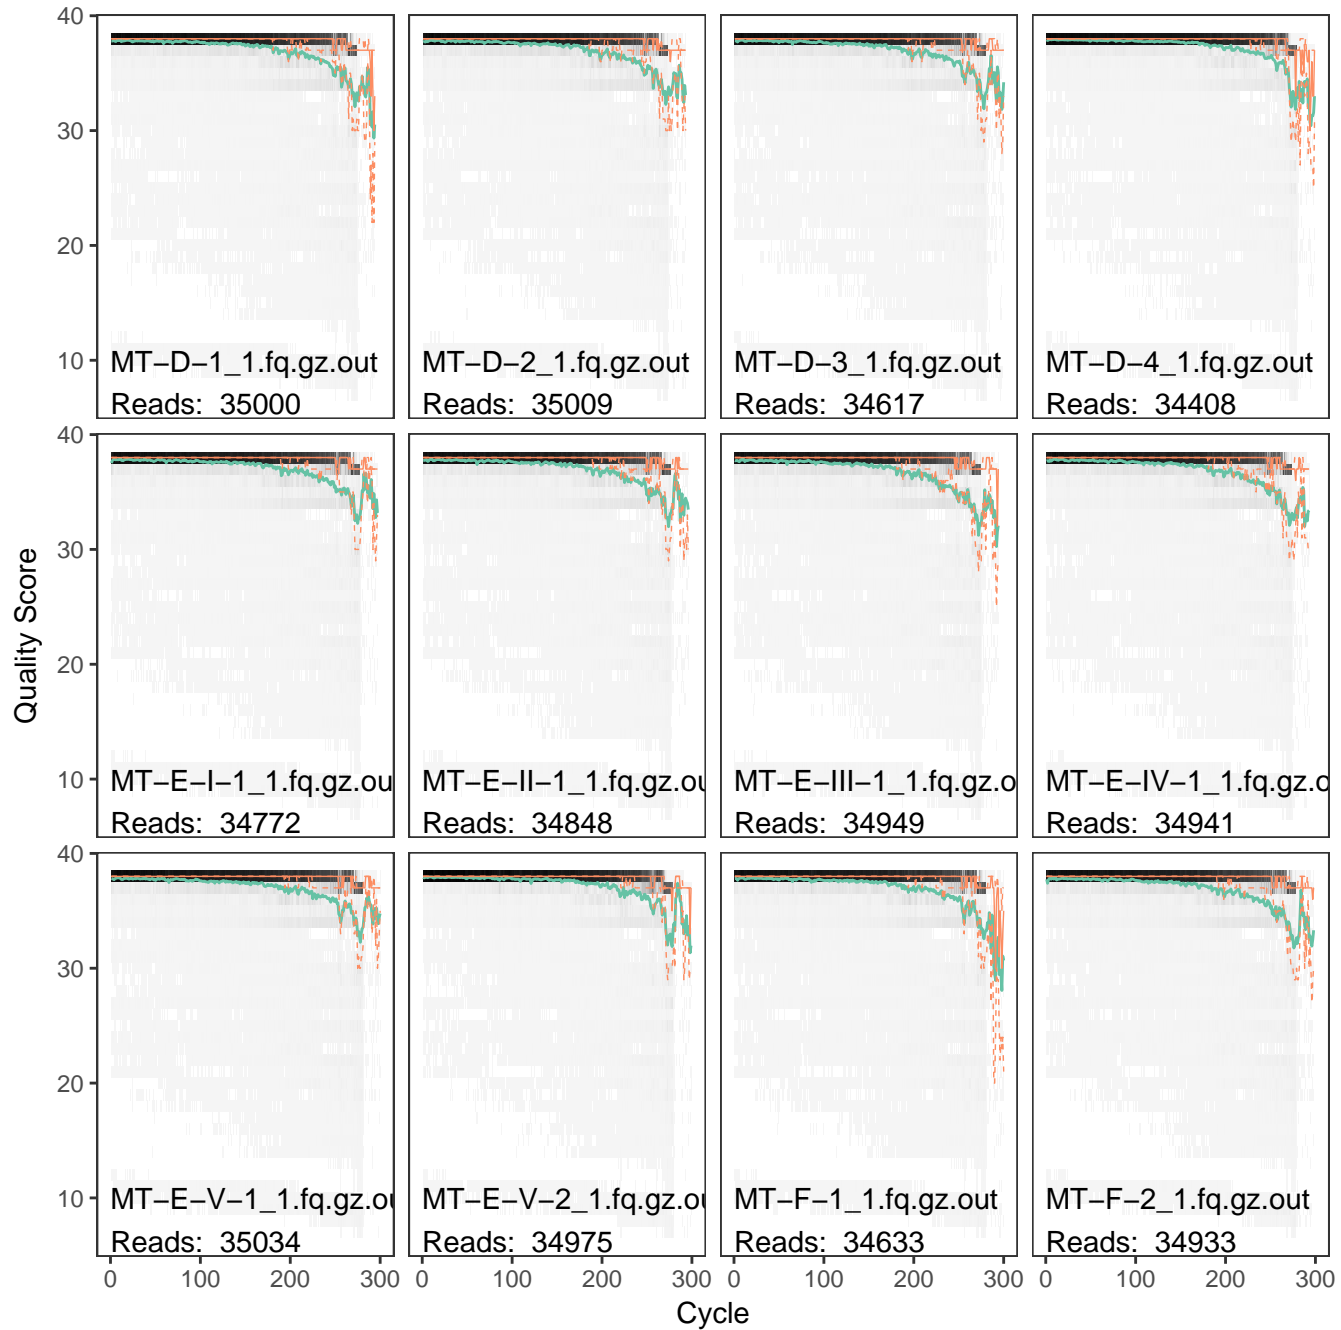 40
30
20
10
MT−D−1_1.fq.gz.out
Reads: 35000
MT−D−2_1.fq.gz.out
Reads: 35009
MT−D−3_1.fq.gz.out
Reads: 34617
MT−D−4_1.fq.gz.out
Reads: 34408
Quality Score
40
30
20
10
MT−E−I−1_1.fq.gz.ou
Reads: 34772
MT−E−II−1_1.fq.gz.ou
Reads: 34848
MT−E−III−1_1.fq.gz.o
Reads: 34949
MT−E−IV−1_1.fq.gz.o
Reads: 34941
40
30
20
10
MT−E−V−1_1.fq.gz.ou
Reads: 35034
MT−E−V−2_1.fq.gz.ou
Reads: 34975
MT−F−1_1.fq.gz.out
Reads: 34633
MT−F−2_1.fq.gz.out
Reads: 34933
0 100 200 300 0 100 200 300 0 100 200 300 0 100 200 300
Cycle